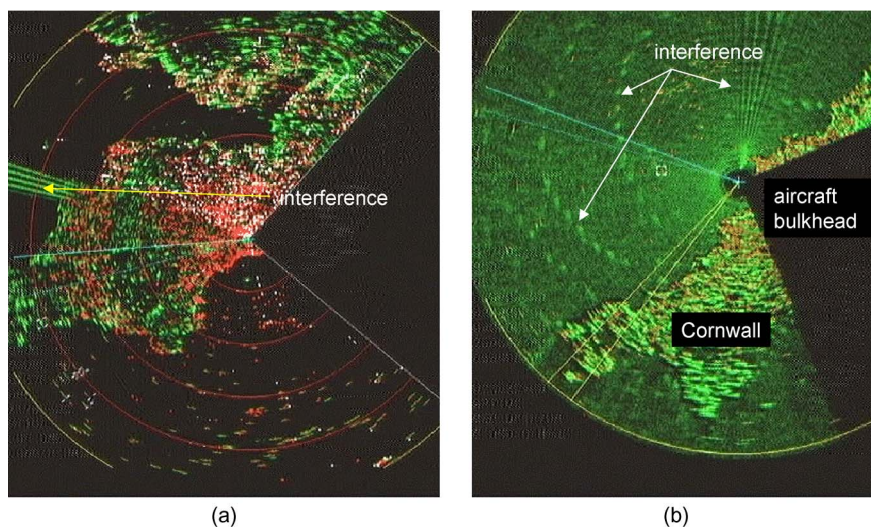 interference
interference
aircraft
bulkhead
Cornwall
(a)
(b)